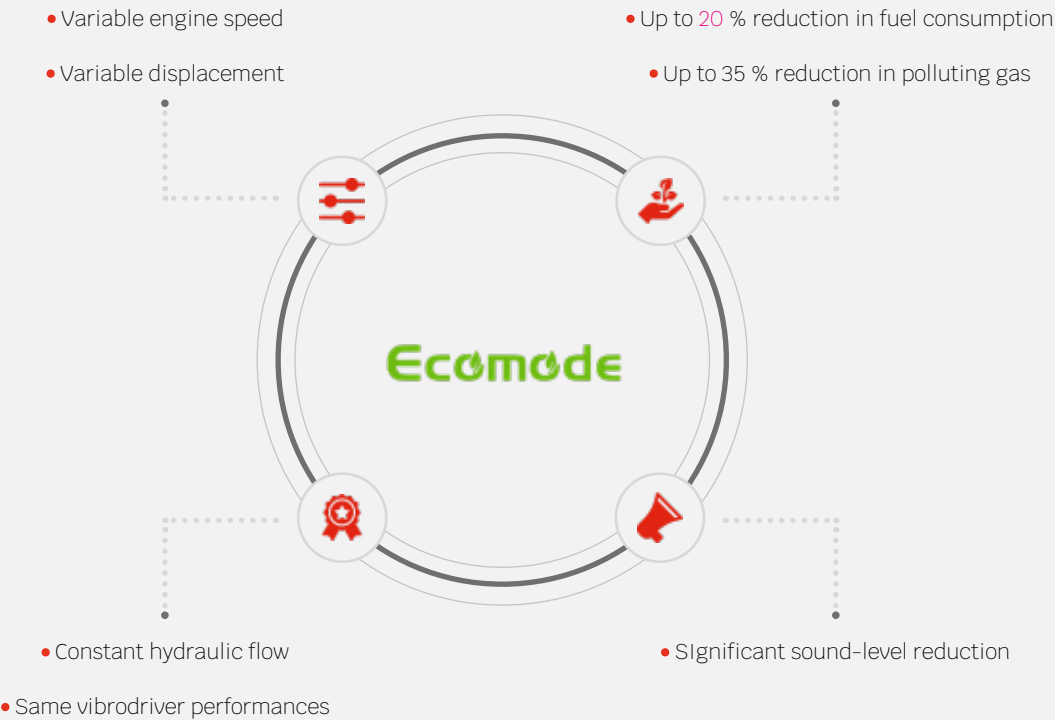 • Variable engine speed
• Variable displacement
• Up to 20 % reduction in fuel consumption
• Up to 35 % reduction in polluting gas
Ecomode
• Constant hydraulic flow
• Same vibrodriver performances
• SIgnificant sound-level reduction